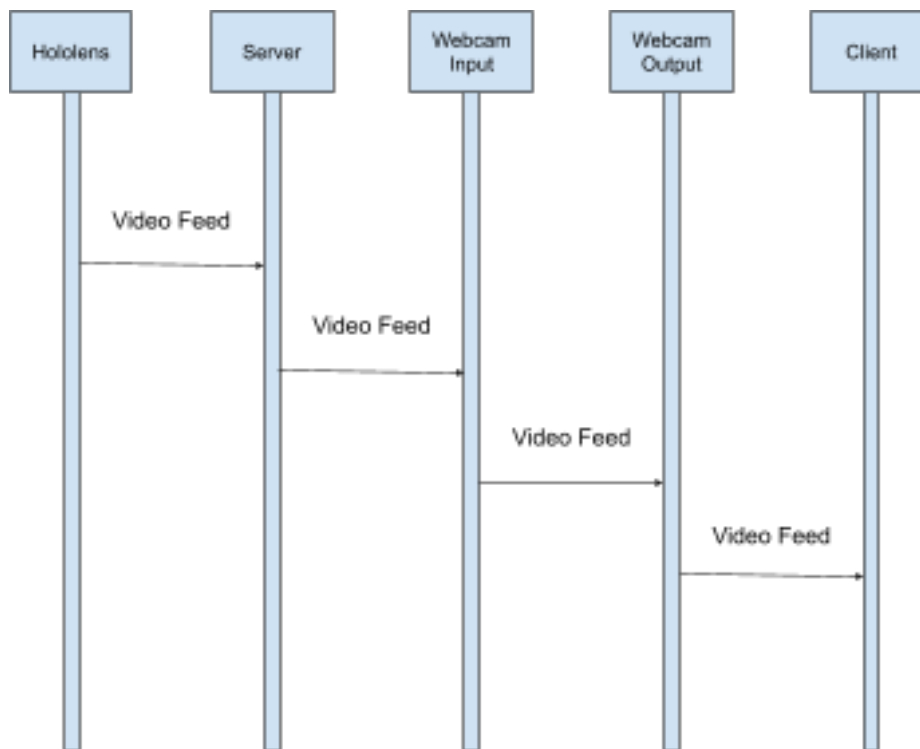 Hololens
Server
Webcam
Input
Webcam
Output
Client
Video Feed
Video Feed
Video Feed
Video Feed